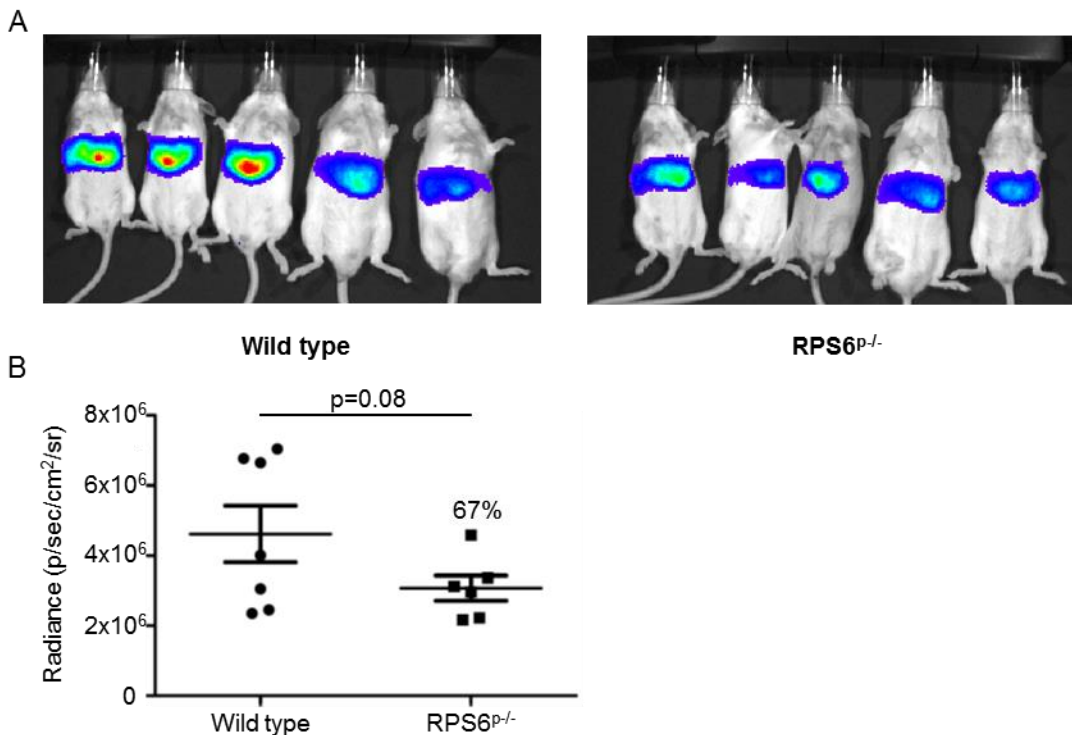 A
Wild type
RPS6ᵖ⁻/⁻
B
p=0.08
67%
Radiance (p/sec/cm²/sr)
8x10⁶
6x10⁶
4x10⁶
2x10⁶
0
Wild type
RPS6ᵖ⁻/⁻